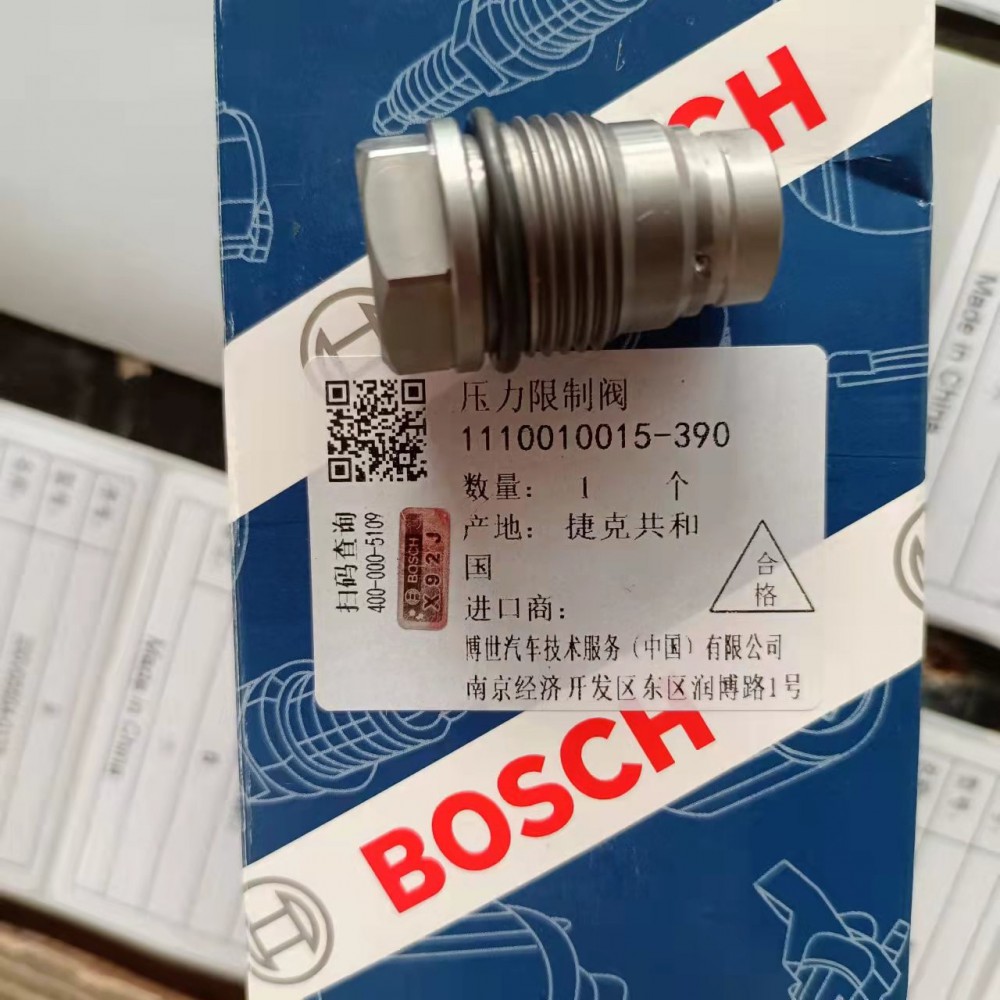 BOSCH
压力限制阀
1110010015-390
数量： 1 个
产地： 捷克共和
国
进口商：
博世汽车技术服务（中国）有限公司
南京经济开发区东区润博路1号
合
格
扫码查询
400-000-5109
BOSCH
X92J
BOSCH
Made in China
Made in China